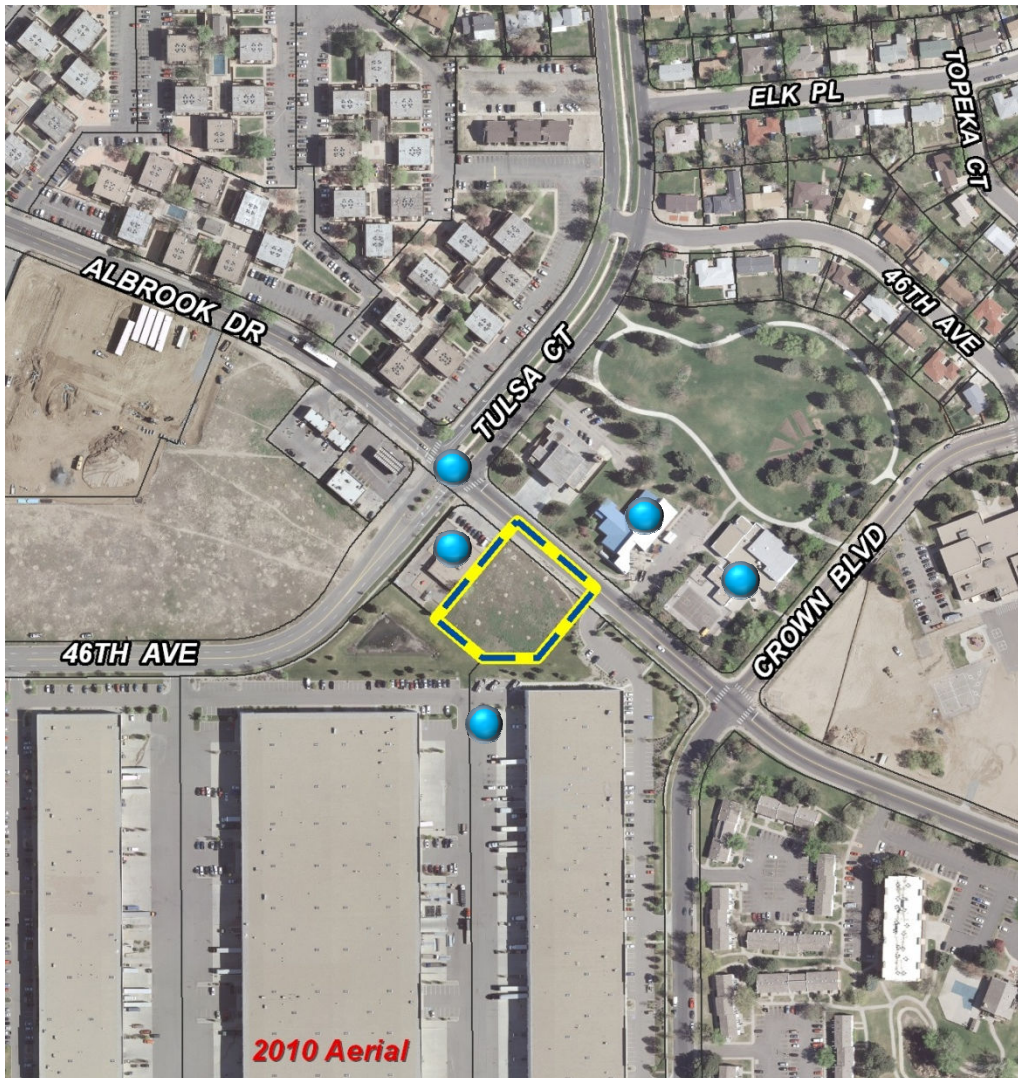 ELK PL
TOPEKA CT
ALBROOK DR
46TH AVE
TULSA CT
CROWN BLVD
46TH AVE
2010 Aerial